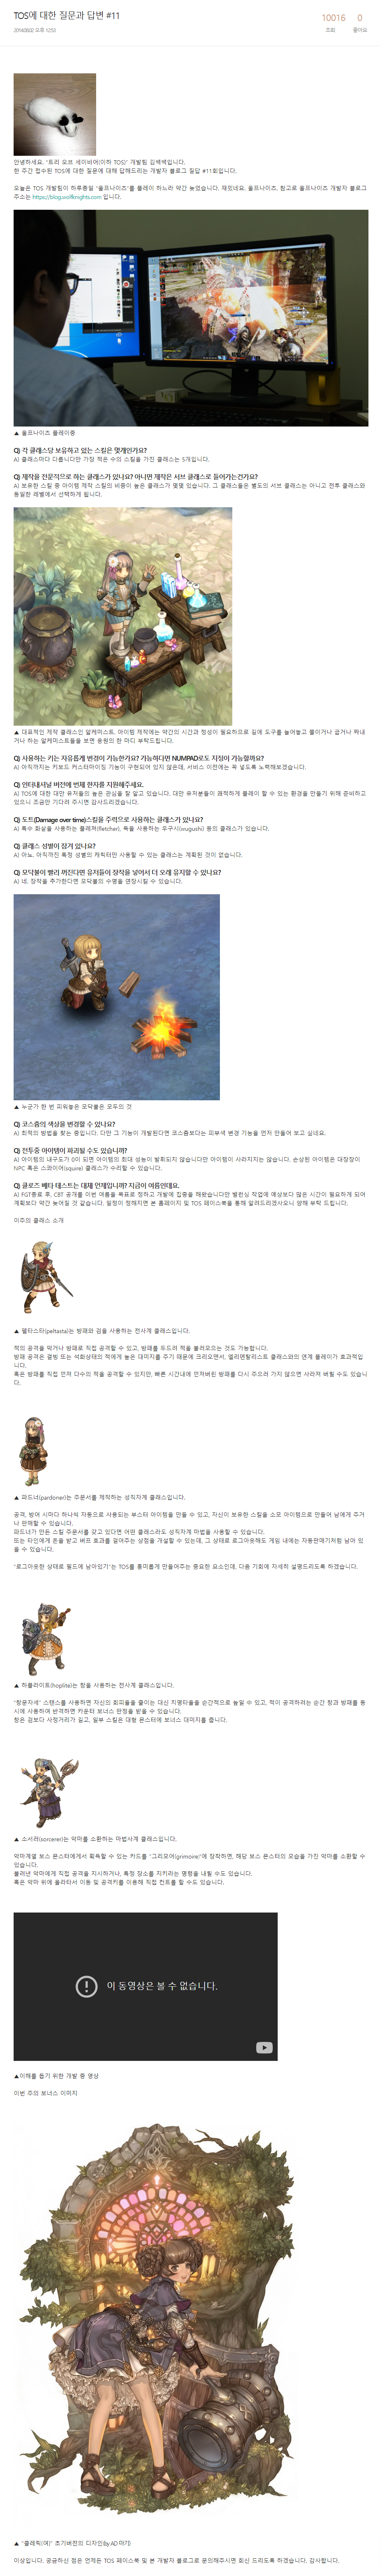 TOS에 대한 질문과 답변 #11
10016 0
2014.08.02 오후 12:53
조회 좋아요
안녕하세요, "트리 오브 세이비어(이하 TOS)" 개발팀 김세백입니다.
한 주간 접수된 TOS에 대한 질문에 대해 답해드리는 개발자 블로그 질답 #11회입니다.
오늘은 TOS 개발팀이 하루종일 "울프나이츠"를 플레이 하느라 약간 늦었습니다. 재밌네요. 울프나이츠. 참고로 울프나이츠 개발자 블로그
주소는 https://blog.wolfknights.com 입니다.
▲ 울프나이츠 플레이중
Q) 각 클래스당 보유하고 있는 스킬은 몇개인가요?
A) 클래스마다 다릅니다만 가장 적은 수의 스킬을 가진 클래스는 5개입니다.
Q) 제작을 전문적으로 하는 클래스가 있나요? 아니면 제작은 서브 클래스로 들어가는건가요?
A) 보유한 스킬 중 아이템 제작 스킬의 비중이 높은 클래스가 몇몇 있습니다. 그 클래스들은 별도의 서브 클래스는 아니고 전투 클래스와
동일한 레벨에서 선택하게 됩니다.
▲ 대표적인 제작 클래스인 알케미스트. 아이템 제작에는 약간의 시간과 정성이 필요하므로 길에 도구를 늘어놓고 볶이거나 굽거나 짜내
거나 하는 알케미스트들을 보면 응원의 한 마디 부탁드립니다.
Q) 사용하는 키는 자유롭게 변경이 가능한가요? 가능하다면 NUMPAD로도 지정이 가능할까요?
A) 아직까지는 키보드 커스터마이징 기능이 구현되어 있지 않은데, 서비스 이전에는 꼭 넣도록 노력해보겠습니다.
Q) 인터내셔널 버전에 번체 한자를 지원해주세요.
A) TOS에 대한 대만 유저들의 높은 관심을 잘 알고 있습니다. 대만 유저분들이 쾌적하게 플레이 할 수 있는 환경을 만들기 위해 준비하고
있으니 조금만 기다려 주시면 감사드리겠습니다.
Q) 도트(Damage over time)스킬을 주력으로 사용하는 클래스가 있나요?
A) 특수 화살을 사용하는 플레쳐(fletcher), 독을 사용하는 우구시(wugushi) 등의 클래스가 있습니다.
Q) 클래스 성별이 잠겨 있나요?
A) 아뇨. 아직까진 특정 성별의 캐릭터만 사용할 수 있는 클래스는 계획된 것이 없습니다.
Q) 모닥불이 빨리 꺼진다면 유저들이 장작을 넣어서 더 오래 유지할 수 있나요?
A) 네, 장작을 추가한다면 모닥불의 수명을 연장시킬 수 있습니다.
▲ 누군가 한 번 피워놓은 모닥불은 모두의 것
Q) 코스츔의 색상을 변경할 수 있나요?
A) 최적의 방법을 찾는 중입니다. 다만 그 기능이 개발된다면 코스츔보다는 피부색 변경 기능을 먼저 만들어 보고 싶네요.
Q) 전투중 아이템이 파괴될 수도 있습니까?
A) 아이템의 내구도가 0이 되면 아이템의 최대 성능이 발휘되지 않습니다만 아이템이 사라지지는 않습니다. 손상된 아이템은 대장장이
NPC 혹은 스콰이어(squire) 클래스가 수리할 수 있습니다.
Q) 클로즈 베타 테스트는 대체 언제입니까? 지금이 여름인데요.
A) FGT종료 후, CBT 공개를 이번 여름을 목표로 정하고 개발에 집중을 해왔습니다만 밸런싱 작업에 예상보다 많은 시간이 필요하게 되어
계획보다 약간 늦어질 것 같습니다. 일정이 정해지면 본 홈페이지 및 TOS 페이스북을 통해 알려드리겠사오니 양해 부탁 드립니다.
이주의 클래스 소개
▲ 펠타스타(peltasta)는 방패와 검을 사용하는 전사계 클래스입니다.
적의 공격을 막거나 방패로 직접 공격할 수 있고, 방패를 두드려 적을 불러모으는 것도 가능합니다.
방패 공격은 결빙 또는 석화상태의 적에게 높은 대미지를 주기 때문에 크리오맨서, 엘리멘탈리스트 클래스와의 연계 플레이가 효과적입
니다.
혹은 방패를 직접 던져 다수의 적을 공격할 수 있지만, 빠른 시간내에 던져버린 방패를 다시 주으러 가지 않으면 사라져 버릴 수도 있습니
다.
▲ 파드너(pardoner)는 주문서를 제작하는 성직자계 클래스입니다.
공격, 방어 시마다 하나씩 자동으로 사용되는 부스터 아이템을 만들 수 있고, 자신이 보유한 스킬을 소모 아이템으로 만들어 남에게 주거
나 판매할 수 있습니다.
파드너가 만든 스킬 주문서를 갖고 있다면 어떤 클래스라도 성직자계 마법을 사용할 수 있습니다.
또는 타인에게 돈을 받고 버프 효과를 걸어주는 상점을 개설할 수 있는데, 그 상태로 로그아웃해도 게임 내에는 자동판매기처럼 남아 있
을 수 있습니다.
"로그아웃한 상태로 필드에 남아있기"는 TOS를 흥미롭게 만들어주는 중요한 요소인데, 다음 기회에 자세히 설명드리도록 하겠습니다.
▲ 하플라이트(hoplite)는 창을 사용하는 전사계 클래스입니다.
"창문자세" 스탠스를 사용하면 자신의 회피율을 줄이는 대신 치명타율을 순간적으로 높일 수 있고, 적이 공격하려는 순간 창과 방패를 동
시에 사용하여 반격하면 카운터 보너스 판정을 받을 수 있습니다.
창은 검보다 사정거리가 길고, 일부 스킬은 대형 몬스터에 보너스 대미지를 줍니다.
▲ 소서러(sorcerer)는 악마를 소환하는 마법사계 클래스입니다.
악마계열 보스 몬스터에게서 획득할 수 있는 카드를 "그리모어(grimoire)"에 장착하면, 해당 보스 몬스터의 모습을 가진 악마를 소환할 수
있습니다.
불러낸 악마에게 직접 공격을 지시하거나, 특정 장소를 지키라는 명령을 내릴 수도 있습니다.
혹은 악마 위에 올라타서 이동 및 공격키를 이용해 직접 컨트롤 할 수도 있습니다.
이 동영상은 볼 수 없습니다.
▲이해를 돕기 위한 개발 중 영상
이번 주의 보너스 이미지
▲ "클레릭(여)" 초기버전의 디자인(by AD 마기)
이상입니다. 궁금하신 점은 언제든 TOS 페이스북 및 본 개발자 블로그로 문의해주시면 회신 드리도록 하겠습니다. 감사합니다.